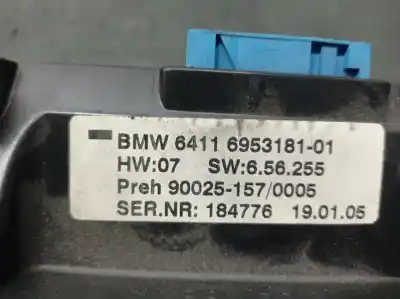 BMW 6411 6953181-01
HW:07 SW:6.56.255
Preh 90025-157/0005
SER.NR: 184776 19.01.05